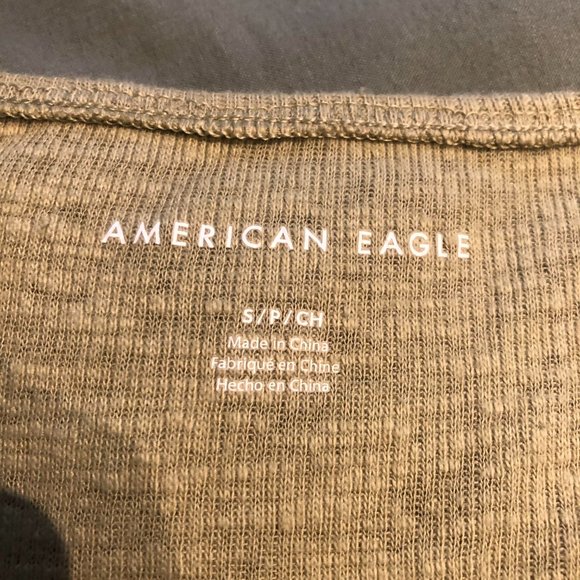 AMERICAN EAGLE
S/P/CH
Made in China
Fabriqué en Chine
Hecho en China